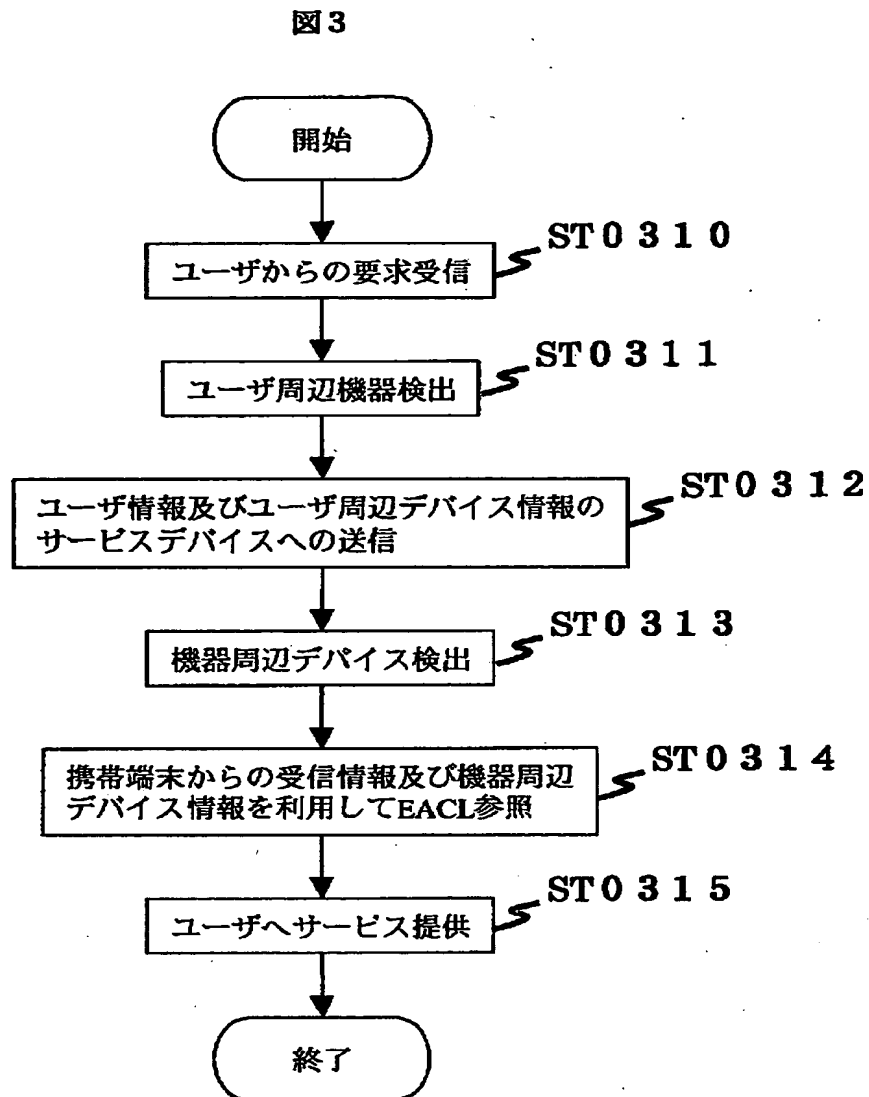 図3
開始
ST0310
ユーザからの要求受信
ST0311
ユーザ周辺機器検出
ST0312
ユーザ情報及びユーザ周辺デバイス情報の
サービスデバイスへの送信
ST0313
機器周辺デバイス検出
ST0314
携帯端末からの受信情報及び機器周辺
デバイス情報を利用してEACL参照
ST0315
ユーザへサービス提供
終了